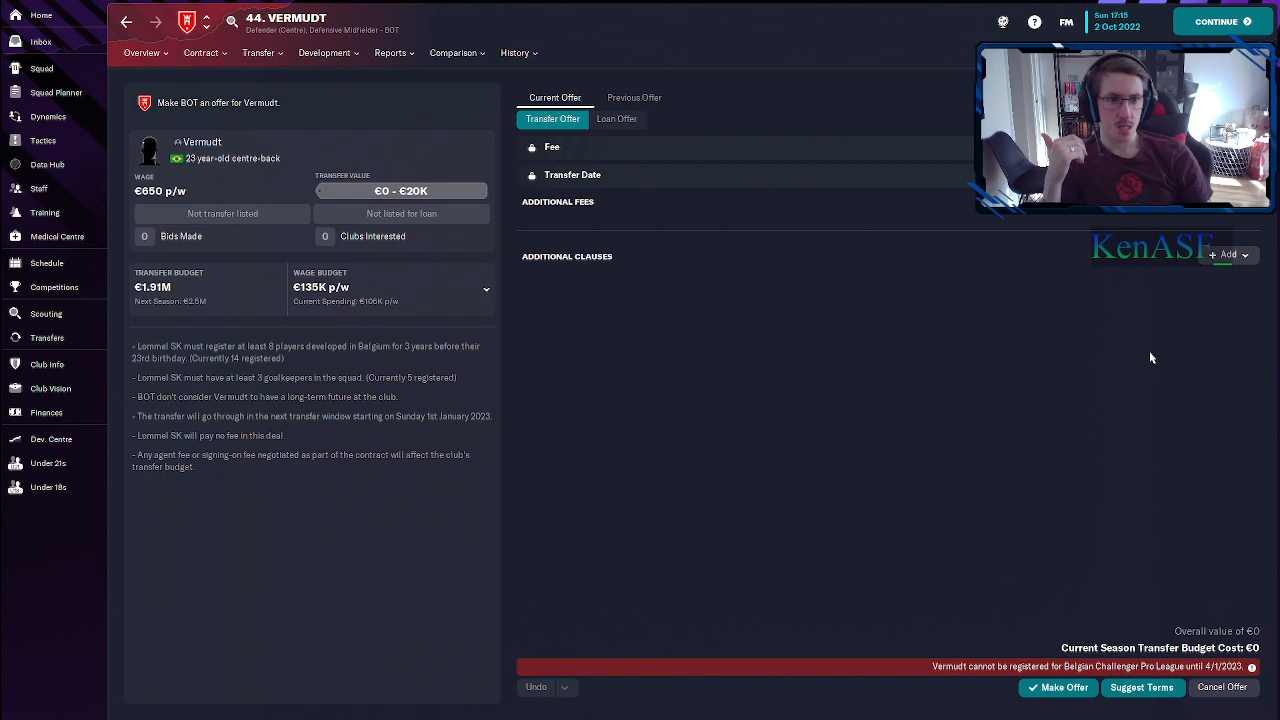 Home
Inbox
Squad
Squad Planner
Dynamics
Tactics
Data Hub
Staff
Training
Medical Centre
Schedule
Competitions
Scouting
Transfers
Club Info
Club Vision
Finances
Dev. Centre
Under 21s
Under 18s
44. VERMUDT
Defender (Centre), Defensive Midfielder - BOT
FM
Sun 17:15
2 Oct 2022
CONTINUE
Overview
Contract
Transfer
Development
Reports
Comparison
History
Make BOT an offer for Vermudt.
Vermudt
23 year-old centre-back
WAGE
€650 p/w
TRANSFER VALUE
€0 - €20K
Not transfer listed
Not listed for loan
0 Bids Made
0 Clubs Interested
TRANSFER BUDGET
€1.91M
Next Season: €2.5M
WAGE BUDGET
€135K p/w
Current Spending: €106K p/w
- Lommel SK must register at least 8 players developed in Belgium for 3 years before their
23rd birthday. (Currently 14 registered)
- Lommel SK must have at least 3 goalkeepers in the squad. (Currently 5 registered)
- BOT don't consider Vermudt to have a long-term future at the club.
- The transfer will go through in the next transfer window starting on Sunday 1st January 2023.
- Lommel SK will pay no fee in this deal.
- Any agent fee or signing-on fee negotiated as part of the contract will affect the club's
transfer budget.
Current Offer
Previous Offer
Transfer Offer
Loan Offer
Fee
Transfer Date
ADDITIONAL FEES
ADDITIONAL CLAUSES
KenASF
+ Add
Overall value of €0
Current Season Transfer Budget Cost: €0
Vermudt cannot be registered for Belgian Challenger Pro League until 4/1/2023.
Undo
Make Offer
Suggest Terms
Cancel Offer